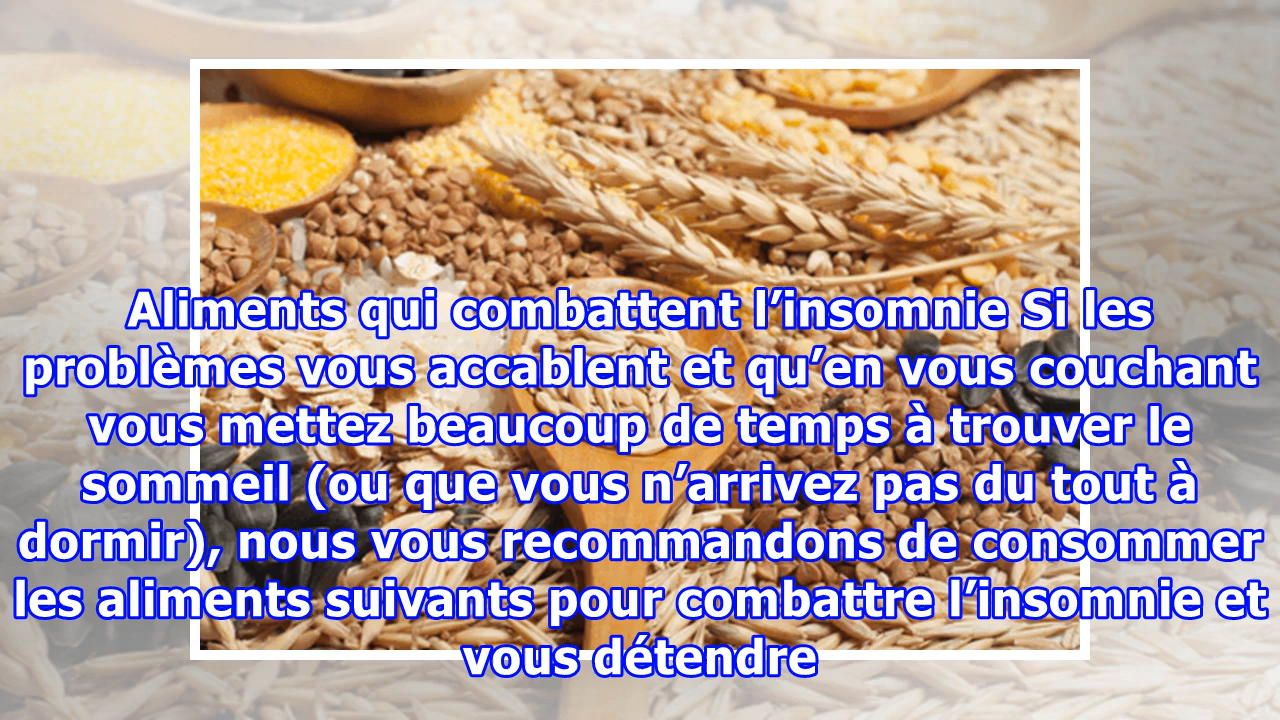 Aliments qui combattent l’insomnie Si les
problèmes vous accablent et qu’en vous couchant
vous mettez beaucoup de temps à trouver le
sommeil (ou que vous n’arrivez pas du tout à
dormir), nous vous recommandons de consommer
les aliments suivants pour combattre l’insomnie et
vous détendre